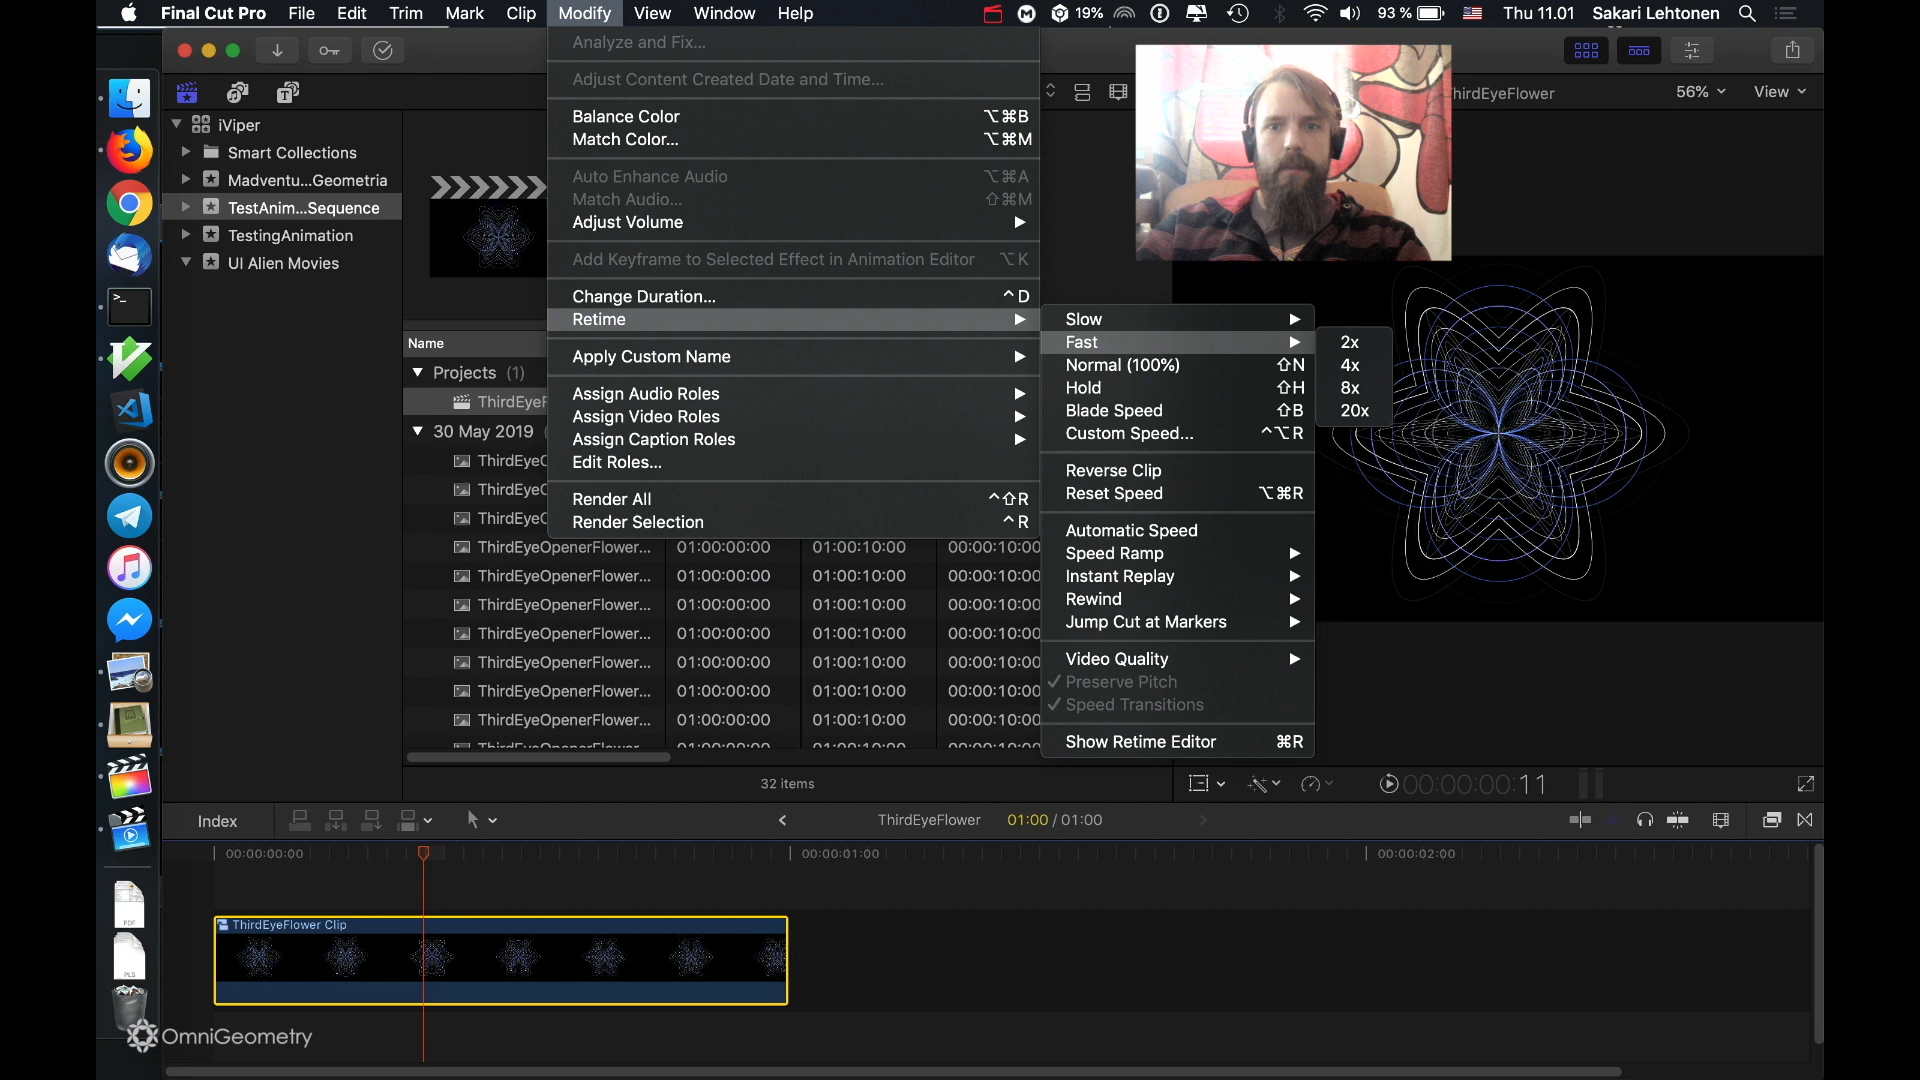 Final Cut Pro File Edit Trim Mark Clip Modify View Window Help 19% 93 % Thu 11.01 Sakari Lehtonen
Analyze and Fix...
Adjust Content Created Date and Time...
Balance Color ⌥⌘B
Match Color... ⌥⌘M
Auto Enhance Audio ⌥⌘A
Match Audio... ⇧⌘M
Adjust Volume
Add Keyframe to Selected Effect in Animation Editor ⌥K
Change Duration... ^D
Retime
Apply Custom Name
Assign Audio Roles
Assign Video Roles
Assign Caption Roles
Edit Roles...
Render All ^⇧R
Render Selection ^R
Slow
Fast
Normal (100%) ⇧N
Hold ⇧H
Blade Speed ⇧B
Custom Speed... ^⌥R
Reverse Clip
Reset Speed ⌥⌘R
Automatic Speed
Speed Ramp
Instant Replay
Rewind
Jump Cut at Markers
Video Quality
✓ Preserve Pitch
✓ Speed Transitions
Show Retime Editor ⌘R
2x
4x
8x
20x
hirdEyeFlower 56% View
iViper
Smart Collections
Madventu...Geometria
TestAnim...Sequence
TestingAnimation
UI Alien Movies
Name
Projects (1)
ThirdEyeF
30 May 2019
ThirdEyeO
ThirdEyeO
ThirdEyeO
ThirdEyeOpenerFlower... 01:00:00:00 01:00:10:00 00:00:10:00
ThirdEyeOpenerFlower... 01:00:00:00 01:00:10:00 00:00:10:00
ThirdEyeOpenerFlower... 01:00:00:00 01:00:10:00 00:00:10:00
ThirdEyeOpenerFlower... 01:00:00:00 01:00:10:00 00:00:10:00
ThirdEyeOpenerFlower... 01:00:00:00 01:00:10:00 00:00:10:00
ThirdEyeOpenerFlower... 01:00:00:00 01:00:10:00 00:00:10:00
ThirdEyeOpenerFlower... 01:00:00:00 01:00:10:00 00:00:10:00
32 items
00:00:00:00:11
Index ThirdEyeFlower 01:00 / 01:00
00:00:00:00 00:00:01:00 00:00:02:00
ThirdEyeFlower Clip
PDF
PLS
OmniGeometry